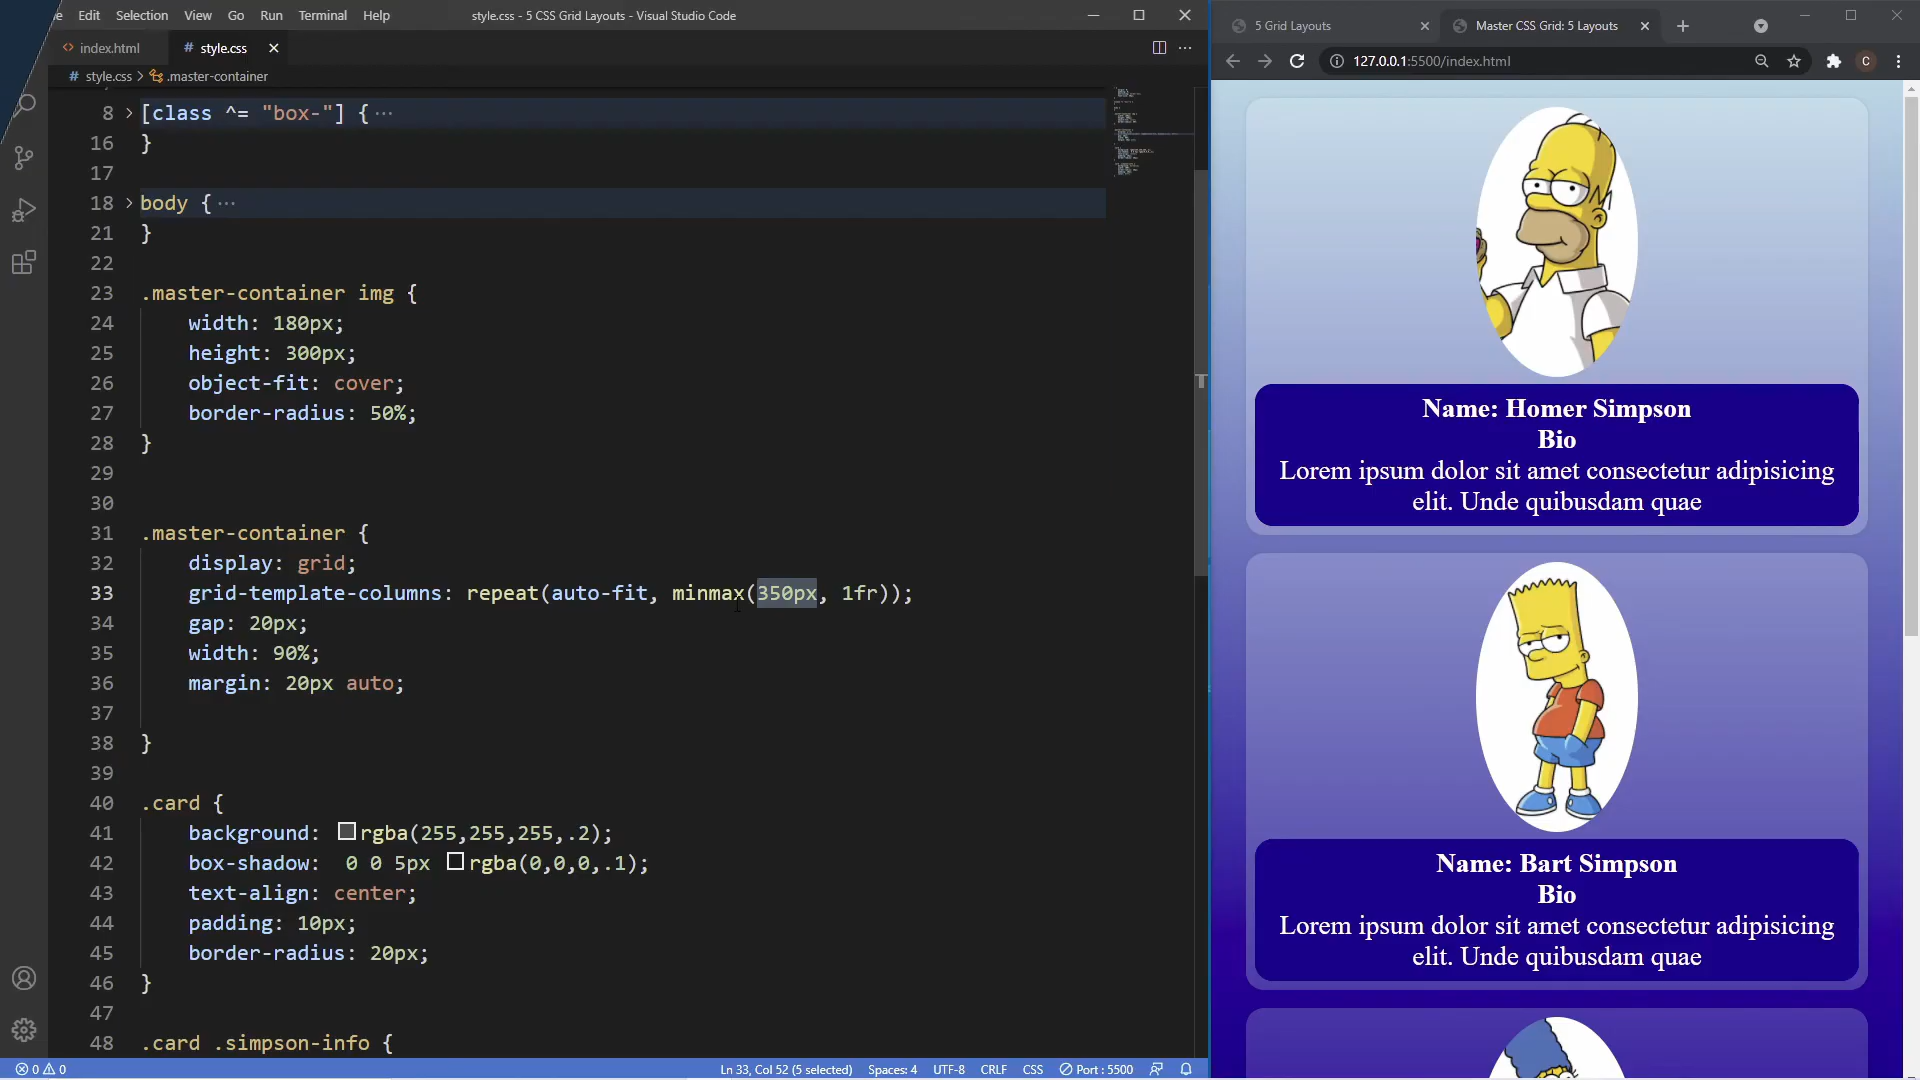 Edit Selection View Go Run Terminal Help
style.css - 5 CSS Grid Layouts - Visual Studio Code
index.html # style.css
# style.css > .master-container
8 [class ^= "box-"] { ···
16 }
17
18 body { ···
21 }
22
23 .master-container img {
24 width: 180px;
25 height: 300px;
26 object-fit: cover;
27 border-radius: 50%;
28 }
29
30
31 .master-container {
32 display: grid;
33 grid-template-columns: repeat(auto-fit, minmax(350px, 1fr));
34 gap: 20px;
35 width: 90%;
36 margin: 20px auto;
37
38 }
39
40 .card {
41 background: rgba(255,255,255,.2);
42 box-shadow: 0 0 5px rgba(0,0,0,.1);
43 text-align: center;
44 padding: 10px;
45 border-radius: 20px;
46 }
47
48 .card .simpson-info {
0 0
Ln 33, Col 52 (5 selected) Spaces: 4 UTF-8 CRLF CSS Port : 5500
5 Grid Layouts
Master CSS Grid: 5 Layouts
127.0.0.1:5500/index.html
C
Name: Homer Simpson
Bio
Lorem ipsum dolor sit amet consectetur adipisicing
elit. Unde quibusdam quae
Name: Bart Simpson
Bio
Lorem ipsum dolor sit amet consectetur adipisicing
elit. Unde quibusdam quae